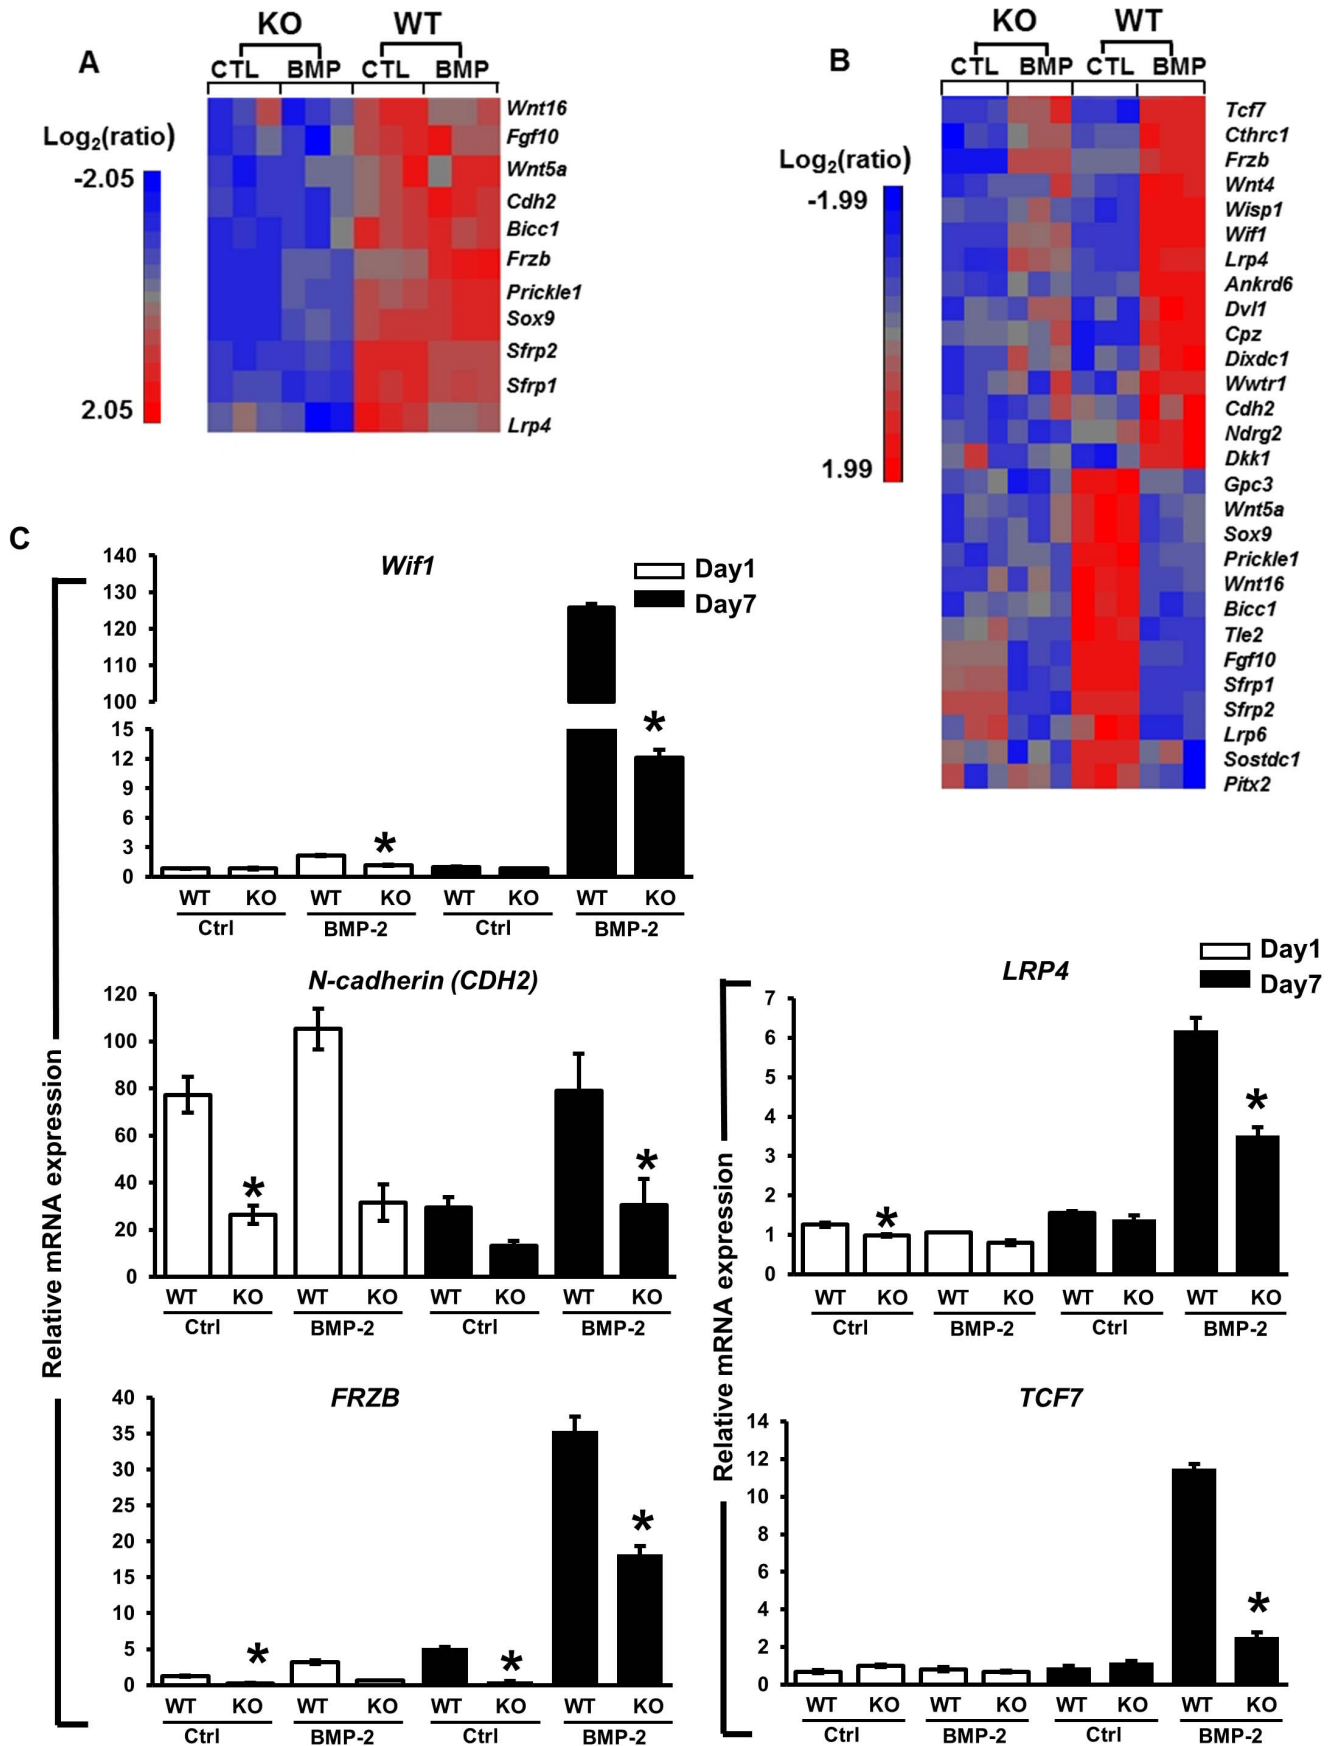 A
KO WT
CTL BMP CTL BMP
Log2(ratio)
-2.05
2.05
Wnt16
Fgf10
Wnt5a
Cdh2
Bicc1
Frzb
Prickle1
Sox9
Sfrp2
Sfrp1
Lrp4
B
KO WT
CTL BMP CTL BMP
Log2(ratio)
-1.99
1.99
Tcf7
Cthrc1
Frzb
Wnt4
Wisp1
Wif1
Lrp4
Ankrd6
Dvl1
Cpz
Dixdc1
Wwtr1
Cdh2
Ndrg2
Dkk1
Gpc3
Wnt5a
Sox9
Prickle1
Wnt16
Bicc1
Tle2
Fgf10
Sfrp1
Sfrp2
Lrp6
Sostdc1
Pitx2
C
Relative mRNA expression
Wif1
Day1
Day7
140
130
120
110
100
15
12
9
6
3
0
*
*
WT KO WT KO WT KO WT KO
Ctrl BMP-2 Ctrl BMP-2
N-cadherin (CDH2)
120
100
80
60
40
20
0
*
*
WT KO WT KO WT KO WT KO
Ctrl BMP-2 Ctrl BMP-2
FRZB
40
35
30
25
20
15
10
5
0
*
*
*
WT KO WT KO WT KO WT KO
Ctrl BMP-2 Ctrl BMP-2
Relative mRNA expression
LRP4
Day1
Day7
7
6
5
4
3
2
1
0
*
*
WT KO WT KO WT KO WT KO
Ctrl BMP-2 Ctrl BMP-2
TCF7
14
12
10
8
6
4
2
0
*
WT KO WT KO WT KO WT KO
Ctrl BMP-2 Ctrl BMP-2